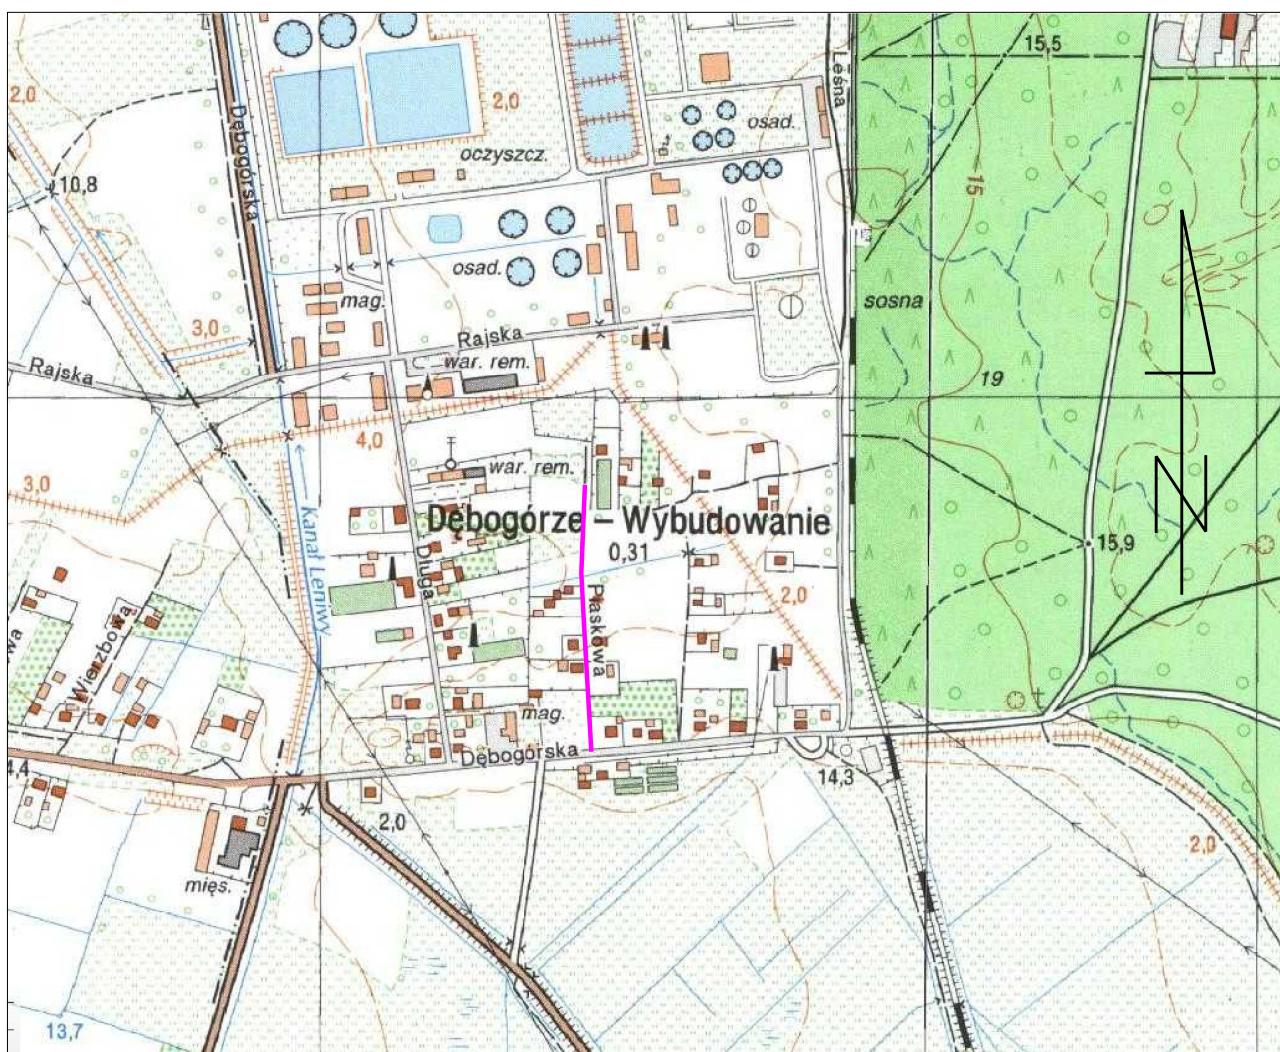 15,5
2,0
2,0
Leśna
osad.
Dębogórska
oczyszcz.
10,8
15
osad.
mag.
sosna
3,0
Rajska
Rajska
war. rem.
19
4,0
war. rem.
3,0
Kanał Leniwy
Dębogórze – Wybudowanie
0,31
15,9
N
Długa
Piaskowa
2,0
Wierzbowa
wa
mag.
Dębogórska
4,4
14,3
2,0
2,0
mięs.
13,7